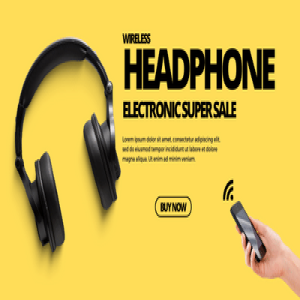 WIRELESS
HEADPHONE
ELECTRONIC SUPER SALE
Lorem ipsum dolor sit amet, consectetur adipiscing elit,
sed do eiusmod tempor incididunt ut labore et dolore
magna aliqua. Ut enim ad minim veniam.
BUY NOW